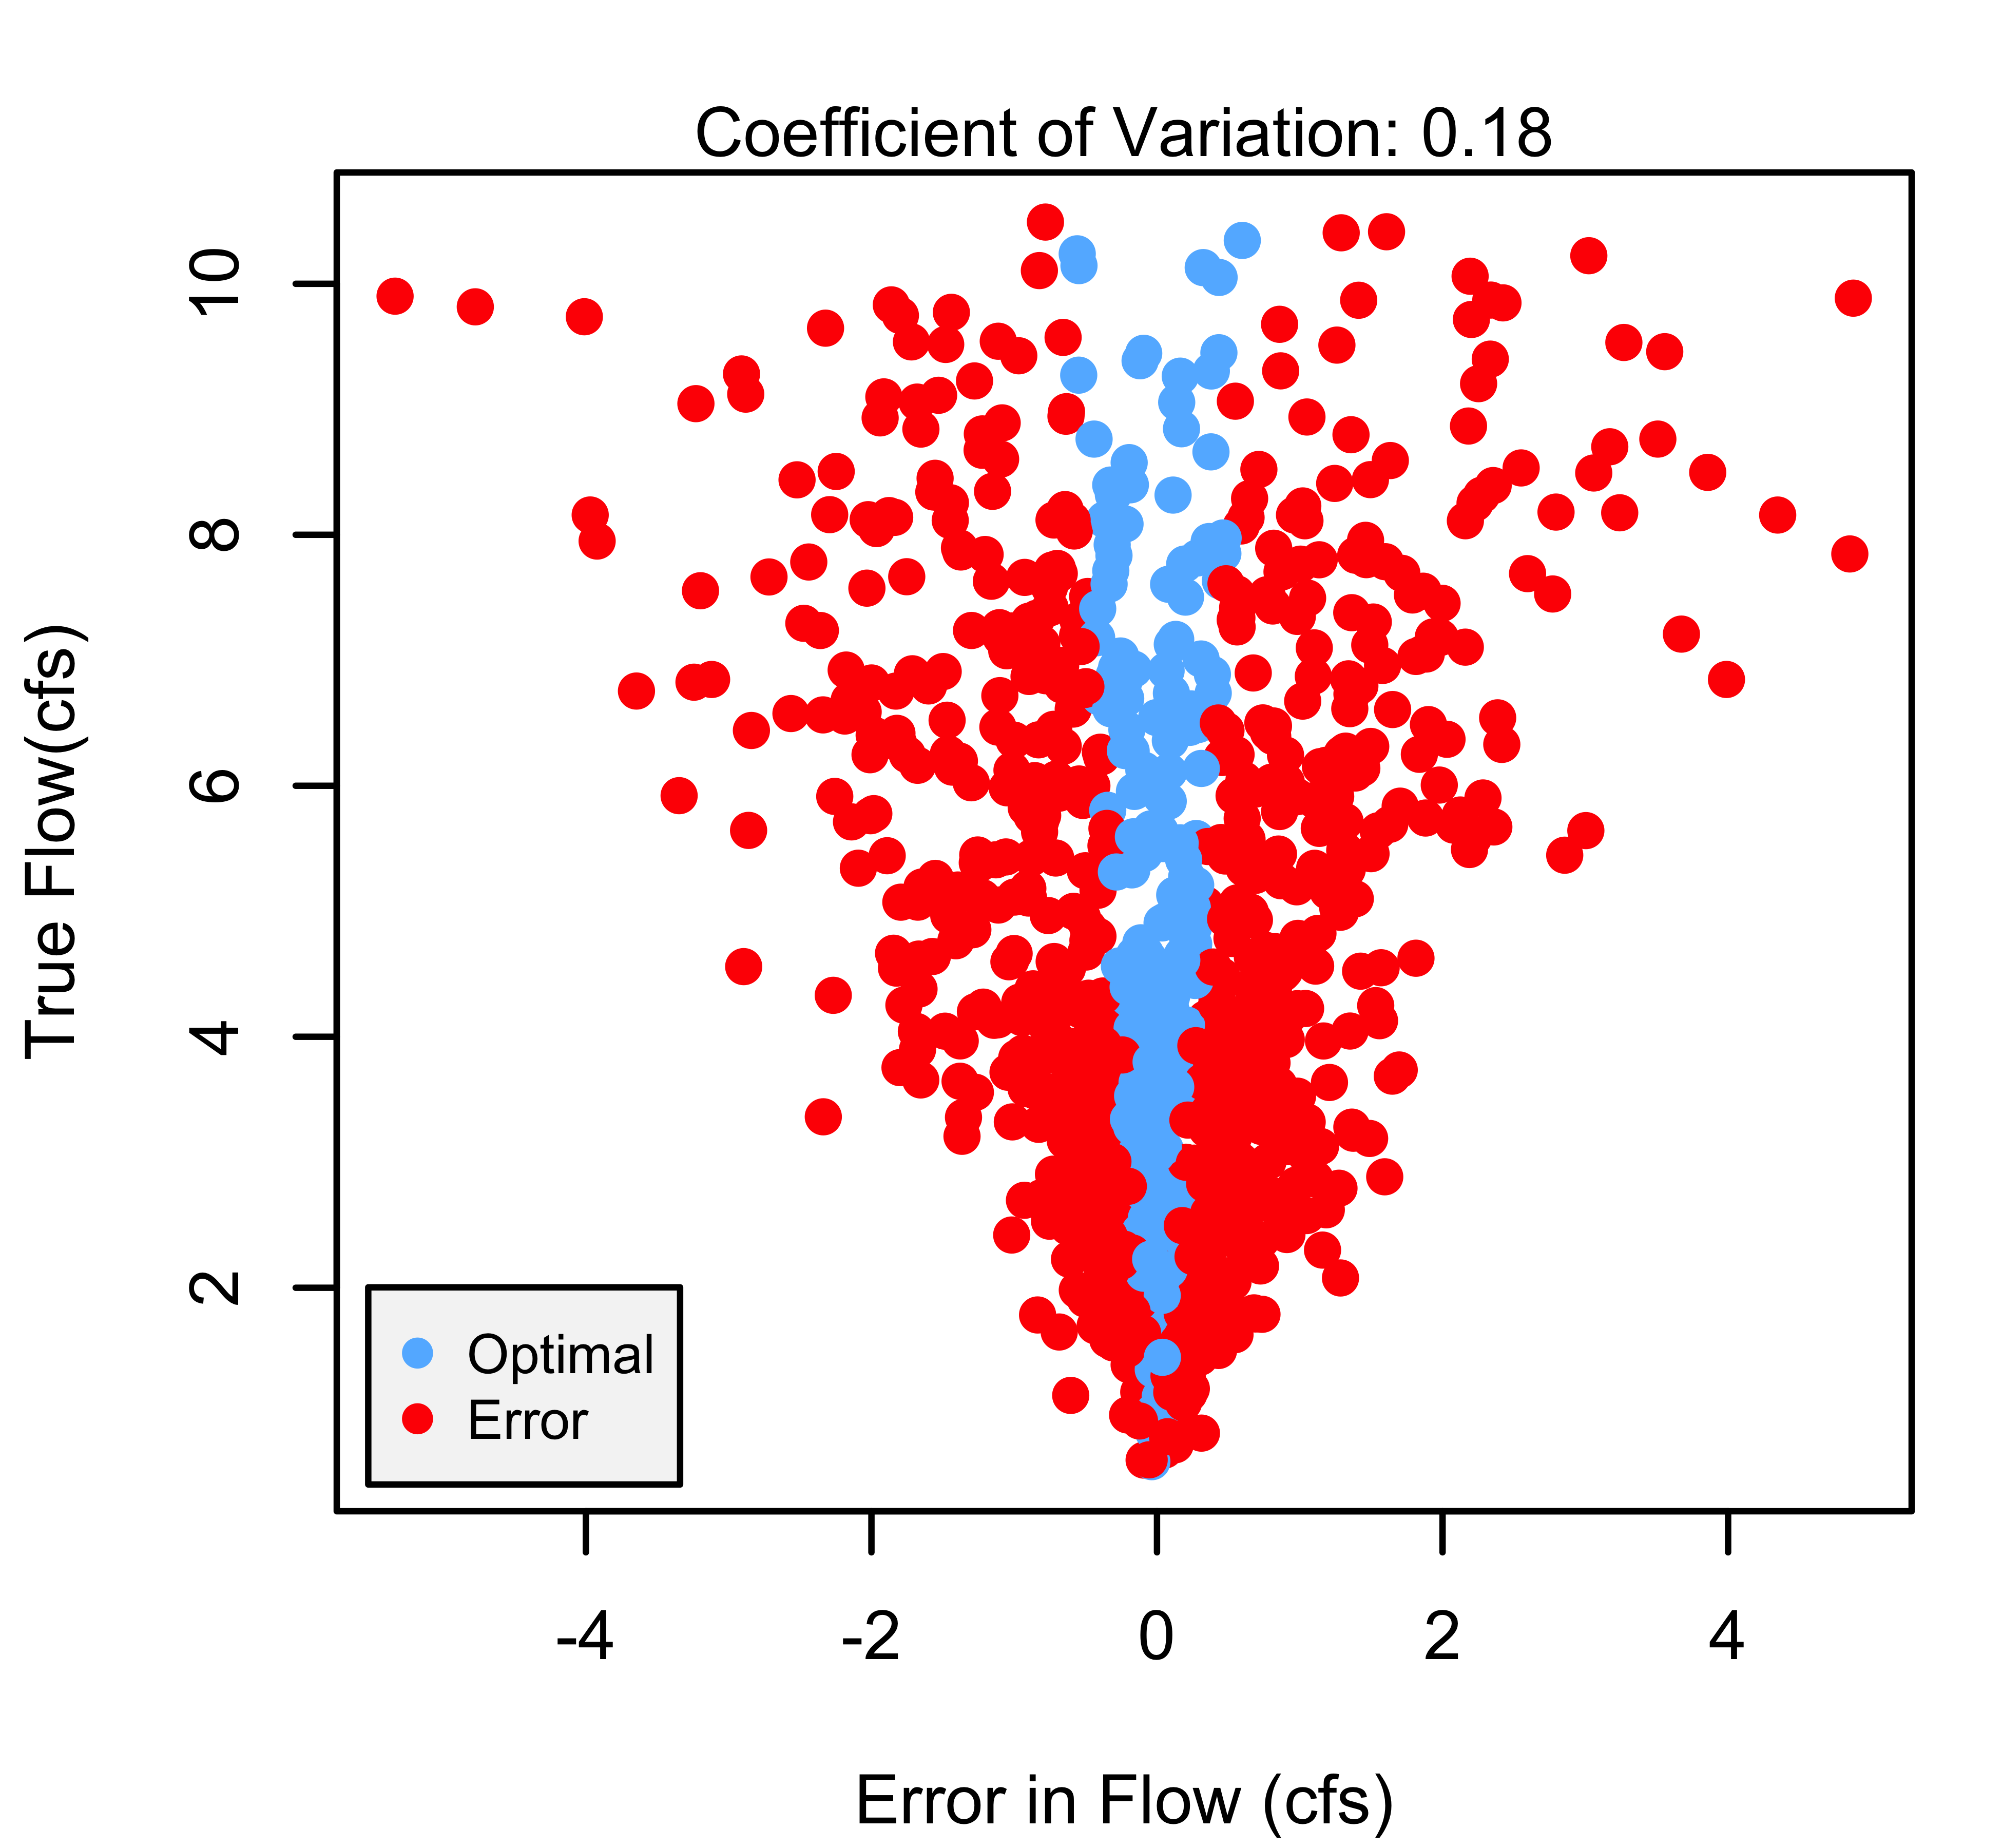 Coefficient of Variation: 0.18
True Flow(cfs)
10
8
6
4
2
Optimal
Error
-4 -2 0 2 4
Error in Flow (cfs)